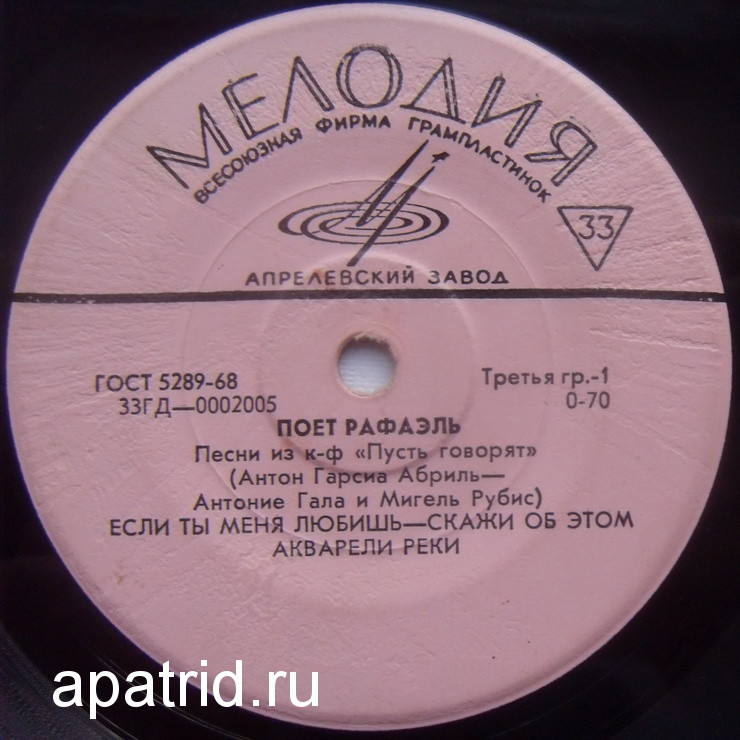 МЕЛОДИЯ
ВСЕСОЮЗНАЯ ФИРМА ГРАМПЛАСТИНОК
33
АПРЕЛЕВСКИЙ ЗАВОД
ГОСТ 5289-68 Третья гр.-1
33ГД—0002005 0-70
ПОЕТ РАФАЭЛЬ
Песни из к-ф «Пусть говорят»
(Антон Гарсиа Абриль—
Антоние Гала и Мигель Рубис)
ЕСЛИ ТЫ МЕНЯ ЛЮБИШЬ—СКАЖИ ОБ ЭТОМ
АКВАРЕЛИ РЕКИ
apatrid.ru